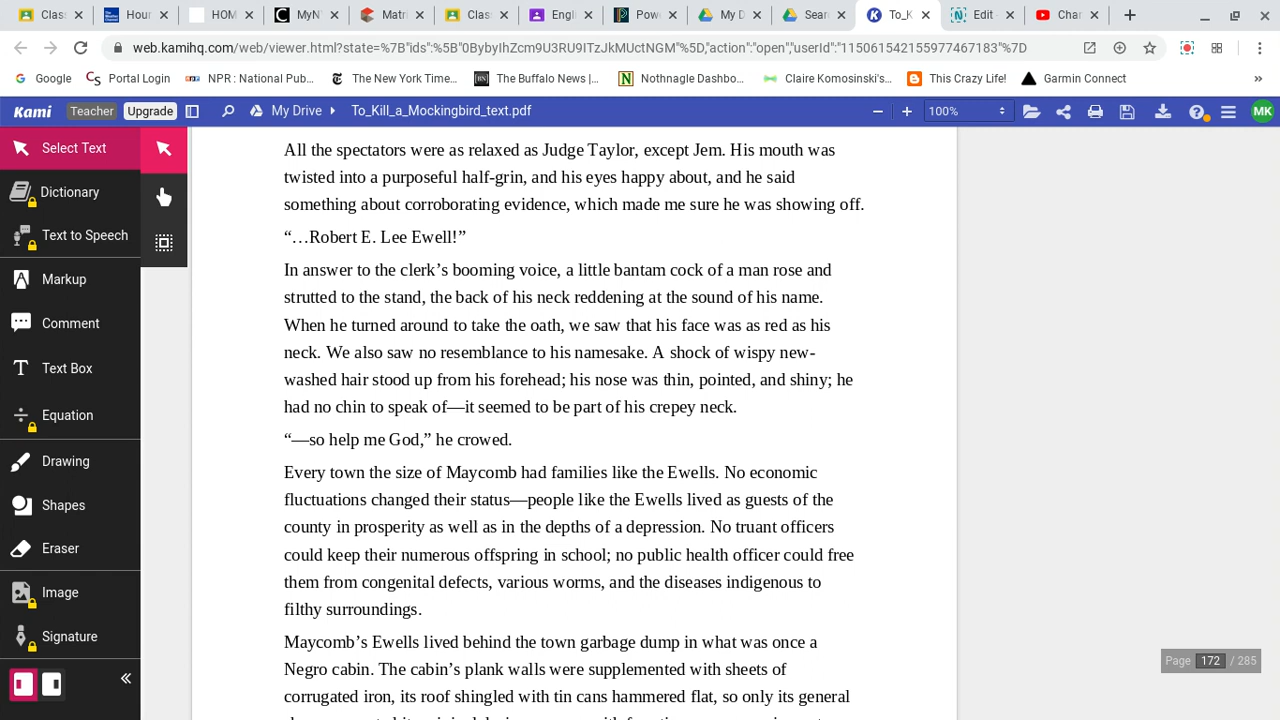 Class
Hour
HOM
MyN
Matri
Class
Engli
Pow
My D
Sear
To_K
Edit -
Char
web.kamihq.com/web/viewer.html?state=%7B"ids":%5B"0BybyIhZcm9U3RU9ITzJkMUctNGM"%5D,"action":"open","userId":"115061542155977467183"%7D
Google
Portal Login
NPR : National Pub...
The New York Time...
The Buffalo News |...
Nothnagle Dashbo...
Claire Komosinski's...
This Crazy Life!
Garmin Connect
»
Kami Teacher Upgrade My Drive To_Kill_a_Mockingbird_text.pdf 100% MK
Select Text
Dictionary
Text to Speech
Markup
Comment
Text Box
Equation
Drawing
Shapes
Eraser
Image
Signature
All the spectators were as relaxed as Judge Taylor, except Jem. His mouth was
twisted into a purposeful half-grin, and his eyes happy about, and he said
something about corroborating evidence, which made me sure he was showing off.
“…Robert E. Lee Ewell!”
In answer to the clerk’s booming voice, a little bantam cock of a man rose and
strutted to the stand, the back of his neck reddening at the sound of his name.
When he turned around to take the oath, we saw that his face was as red as his
neck. We also saw no resemblance to his namesake. A shock of wispy new-
washed hair stood up from his forehead; his nose was thin, pointed, and shiny; he
had no chin to speak of—it seemed to be part of his crepey neck.
“—so help me God,” he crowed.
Every town the size of Maycomb had families like the Ewells. No economic
fluctuations changed their status—people like the Ewells lived as guests of the
county in prosperity as well as in the depths of a depression. No truant officers
could keep their numerous offspring in school; no public health officer could free
them from congenital defects, various worms, and the diseases indigenous to
filthy surroundings.
Maycomb’s Ewells lived behind the town garbage dump in what was once a
Negro cabin. The cabin’s plank walls were supplemented with sheets of
corrugated iron, its roof shingled with tin cans hammered flat, so only its general
Page 172 / 285